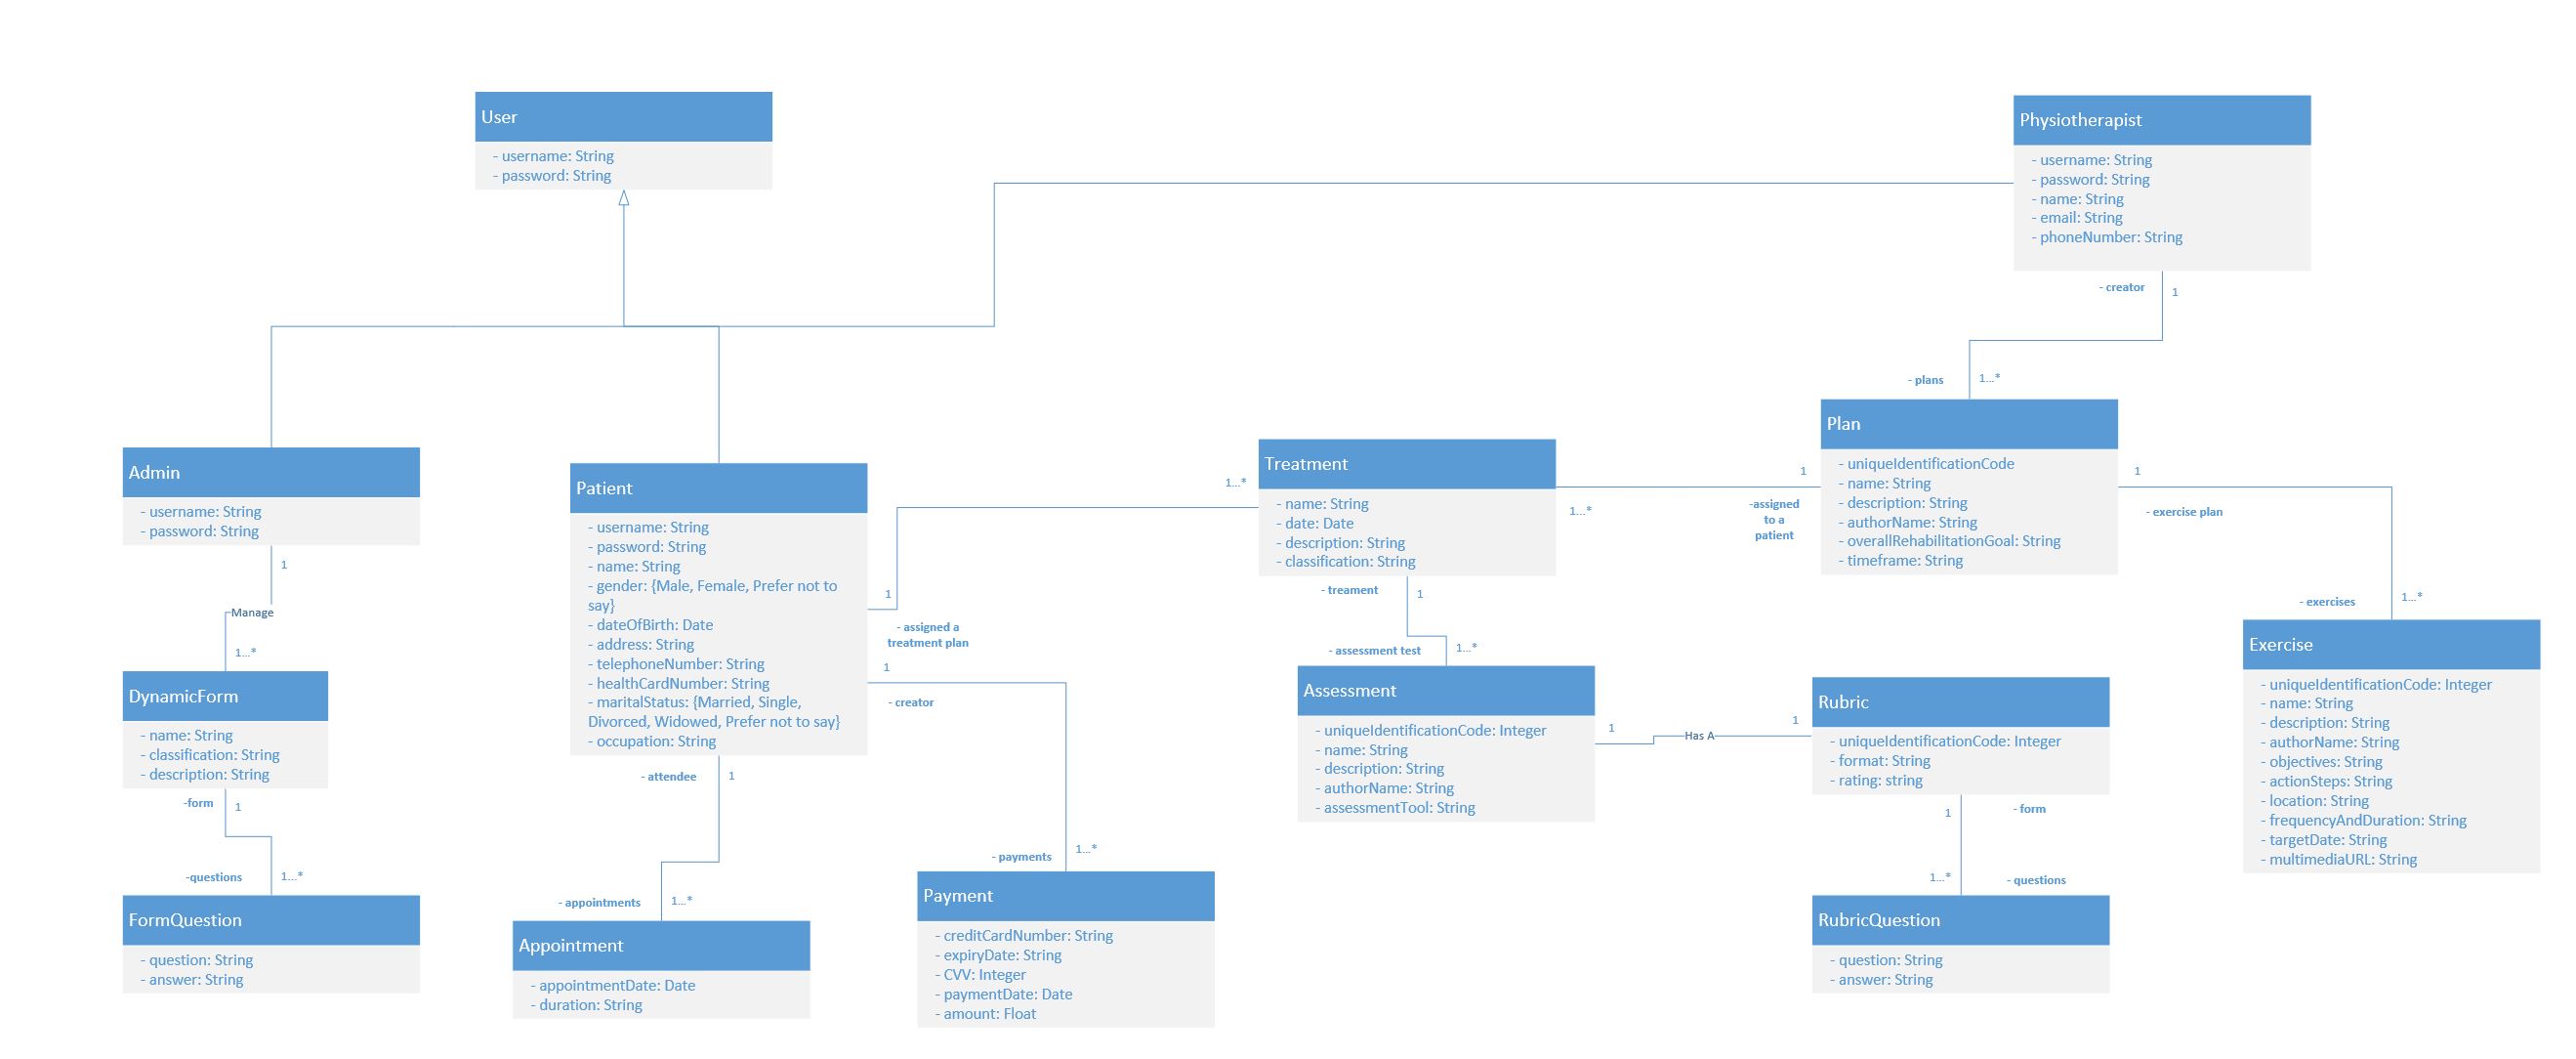 User
- username: String
- password: String
Physiotherapist
- username: String
- password: String
- name: String
- email: String
- phoneNumber: String
- creator
1
- plans
1...*
Plan
- uniqueIdentificationCode
- name: String
- description: String
- authorName: String
- overallRehabilitationGoal: String
- timeframe: String
1
- exercise plan
- exercises
1...*
Exercise
- uniqueIdentificationCode: Integer
- name: String
- description: String
- authorName: String
- objectives: String
- actionSteps: String
- location: String
- frequencyAndDuration: String
- targetDate: String
- multimediaURL: String
Admin
- username: String
- password: String
1
Manage
1...*
DynamicForm
- name: String
- classification: String
- description: String
-form
1
-questions
1...*
FormQuestion
- question: String
- answer: String
Patient
- username: String
- password: String
- name: String
- gender: {Male, Female, Prefer not to
say}
- dateOfBirth: Date
- address: String
- telephoneNumber: String
- healthCardNumber: String
- maritalStatus: {Married, Single,
Divorced, Widowed, Prefer not to say}
- occupation: String
1
- assigned a
treatment plan
1
- creator
- attendee
1
- appointments
1...*
Appointment
- appointmentDate: Date
- duration: String
- payments
1...*
Payment
- creditCardNumber: String
- expiryDate: String
- CVV: Integer
- paymentDate: Date
- amount: Float
1...*
Treatment
- name: String
- date: Date
- description: String
- classification: String
1...*
1
-assigned
to a
patient
- treament
1
- assessment test
1...*
Assessment
- uniqueIdentificationCode: Integer
- name: String
- description: String
- authorName: String
- assessmentTool: String
1
Has A
1
Rubric
- uniqueIdentificationCode: Integer
- format: String
- rating: string
1
- form
1...*
- questions
RubricQuestion
- question: String
- answer: String